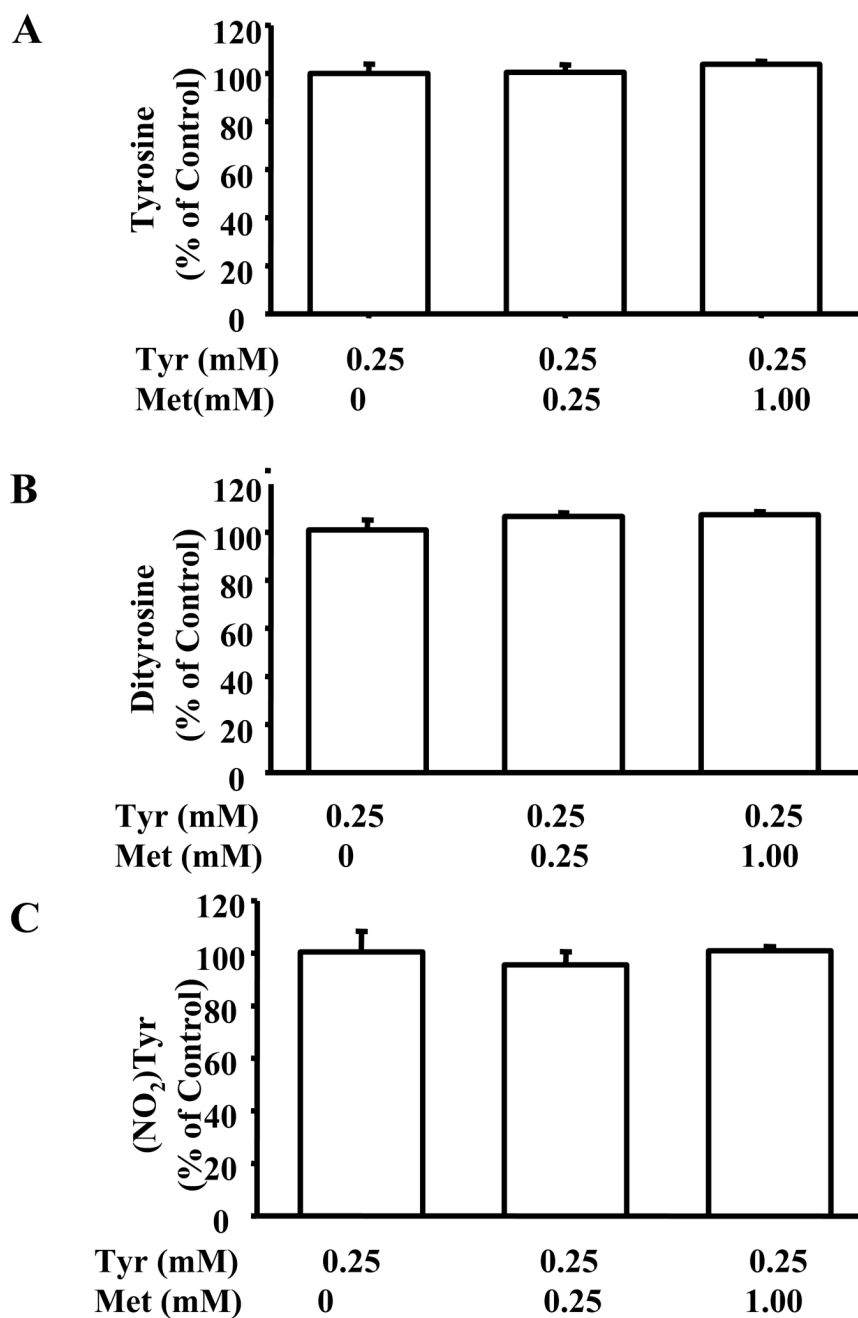 A
Tyrosine
(% of Control)
120
100
80
60
40
20
0
Tyr (mM) 0.25 0.25 0.25
Met(mM) 0 0.25 1.00
B
Dityrosine
(% of Control)
120
100
80
60
40
20
0
Tyr (mM) 0.25 0.25 0.25
Met (mM) 0 0.25 1.00
C
(NO₂)Tyr
(% of Control)
120
100
80
60
40
20
0
Tyr (mM) 0.25 0.25 0.25
Met (mM) 0 0.25 1.00